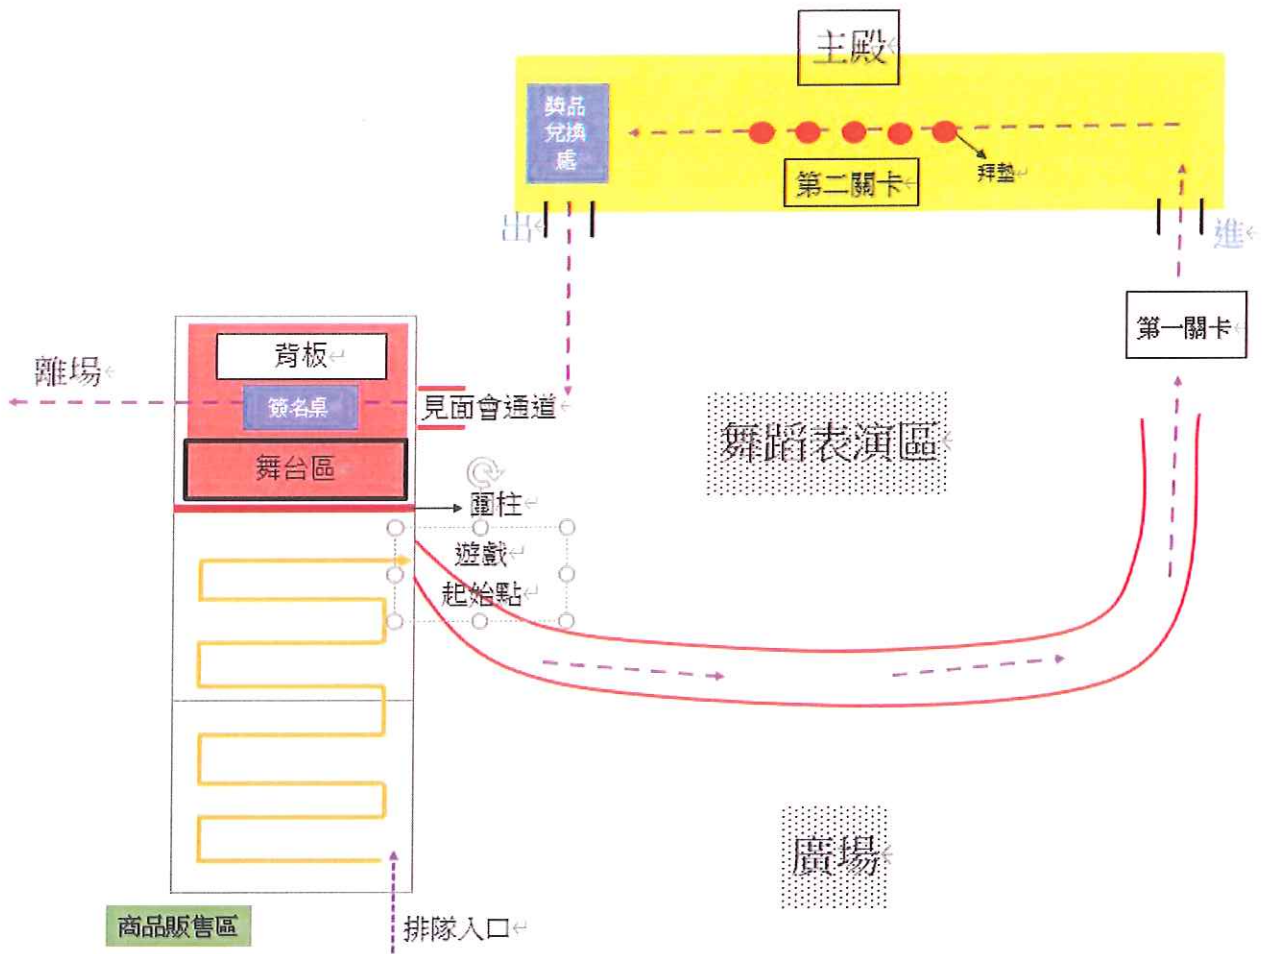 主殿
獎品
兌換
處
第二關卡
拜墊
出
進
第一關卡
背板
離場
簽名桌
見面會通道
舞蹈表演區
舞台區
圍柱
遊戲
起始點
廣場
商品販售區
排隊入口